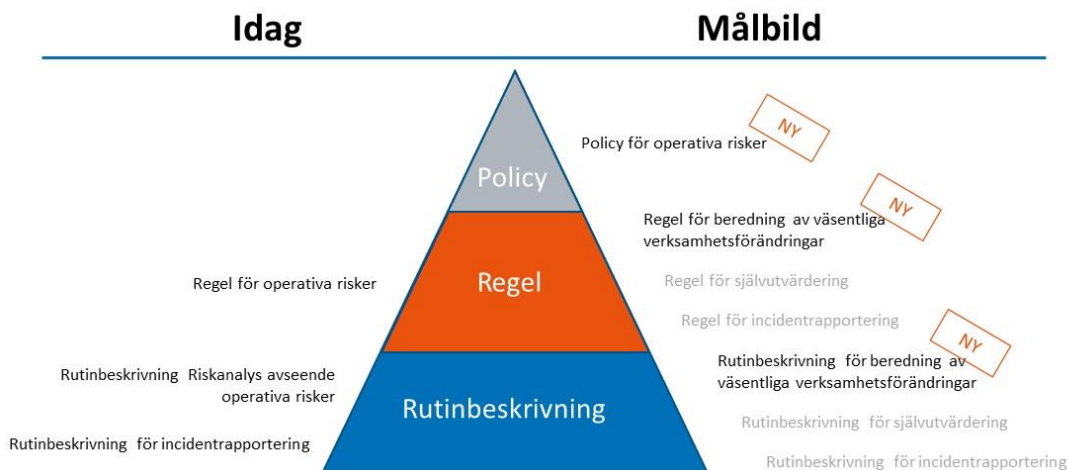 Idag
Målbild
NY
Policy för operativa risker
Policy
NY
Regel för beredning av väsentliga
verksamhetsförändringar
Regel för operativa risker
Regel
Regel för självutvärdering
Regel för incidentrapportering
NY
Rutinbeskrivning Riskanalys avseende
operativa risker
Rutinbeskrivning för beredning av
väsentliga verksamhetsförändringar
Rutinbeskrivning
Rutinbeskrivning för självutvärdering
Rutinbeskrivning för incidentrapportering
Rutinbeskrivning för incidentrapportering